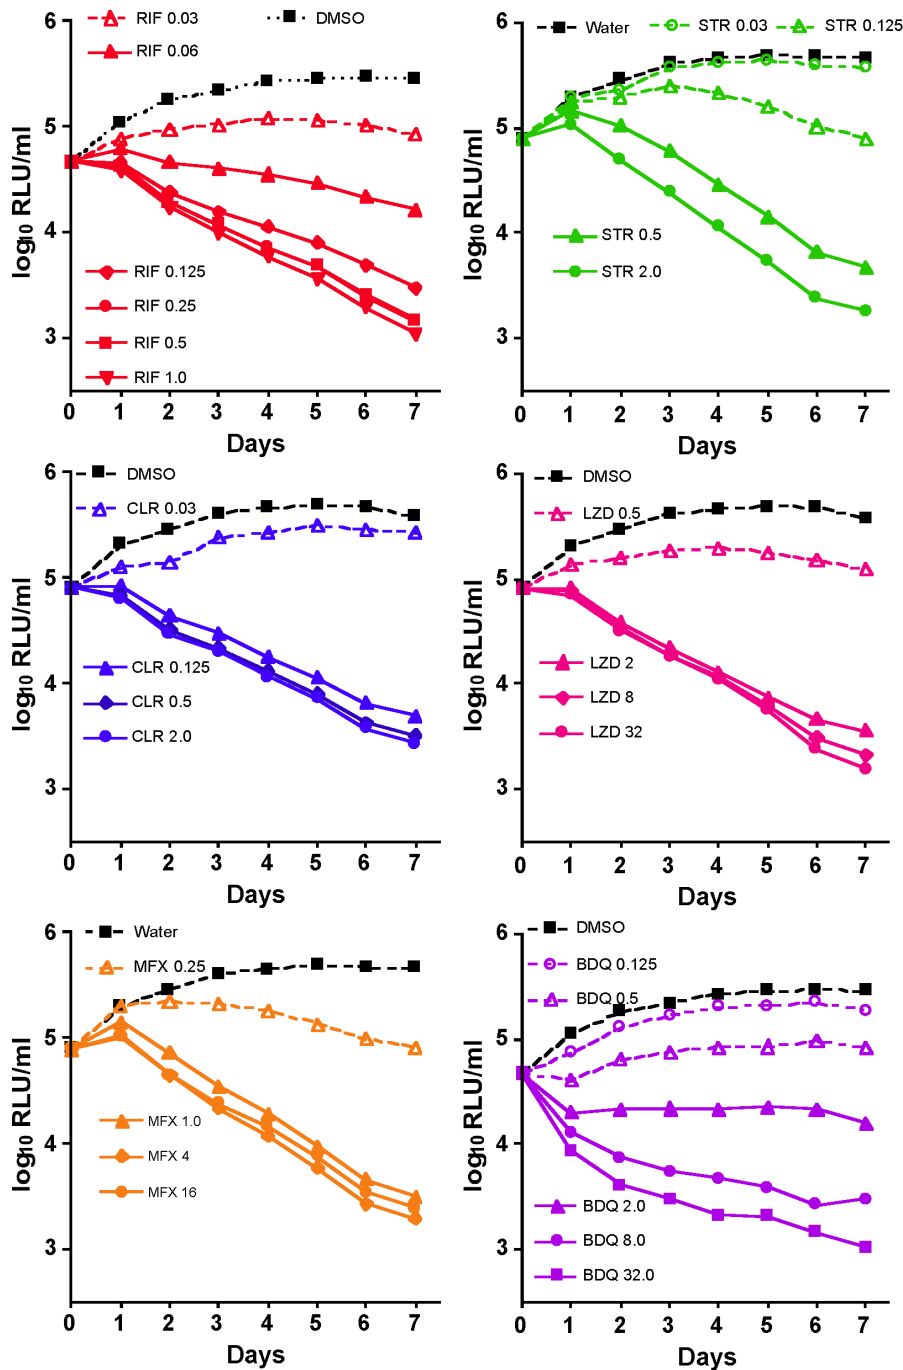 RIF 0.03
DMSO
RIF 0.06
6
5
4
3
log10 RLU/ml
RIF 0.125
RIF 0.25
RIF 0.5
RIF 1.0
0 1 2 3 4 5 6 7
Days
Water
STR 0.03
STR 0.125
6
5
4
3
log10 RLU/ml
STR 0.5
STR 2.0
0 1 2 3 4 5 6 7
Days
DMSO
CLR 0.03
6
5
4
3
log10 RLU/ml
CLR 0.125
CLR 0.5
CLR 2.0
0 1 2 3 4 5 6 7
Days
DMSO
LZD 0.5
6
5
4
3
log10 RLU/ml
LZD 2
LZD 8
LZD 32
0 1 2 3 4 5 6 7
Days
Water
MFX 0.25
6
5
4
3
log10 RLU/ml
MFX 1.0
MFX 4
MFX 16
0 1 2 3 4 5 6 7
Days
DMSO
BDQ 0.125
BDQ 0.5
6
5
4
3
log10 RLU/ml
BDQ 2.0
BDQ 8.0
BDQ 32.0
0 1 2 3 4 5 6 7
Days